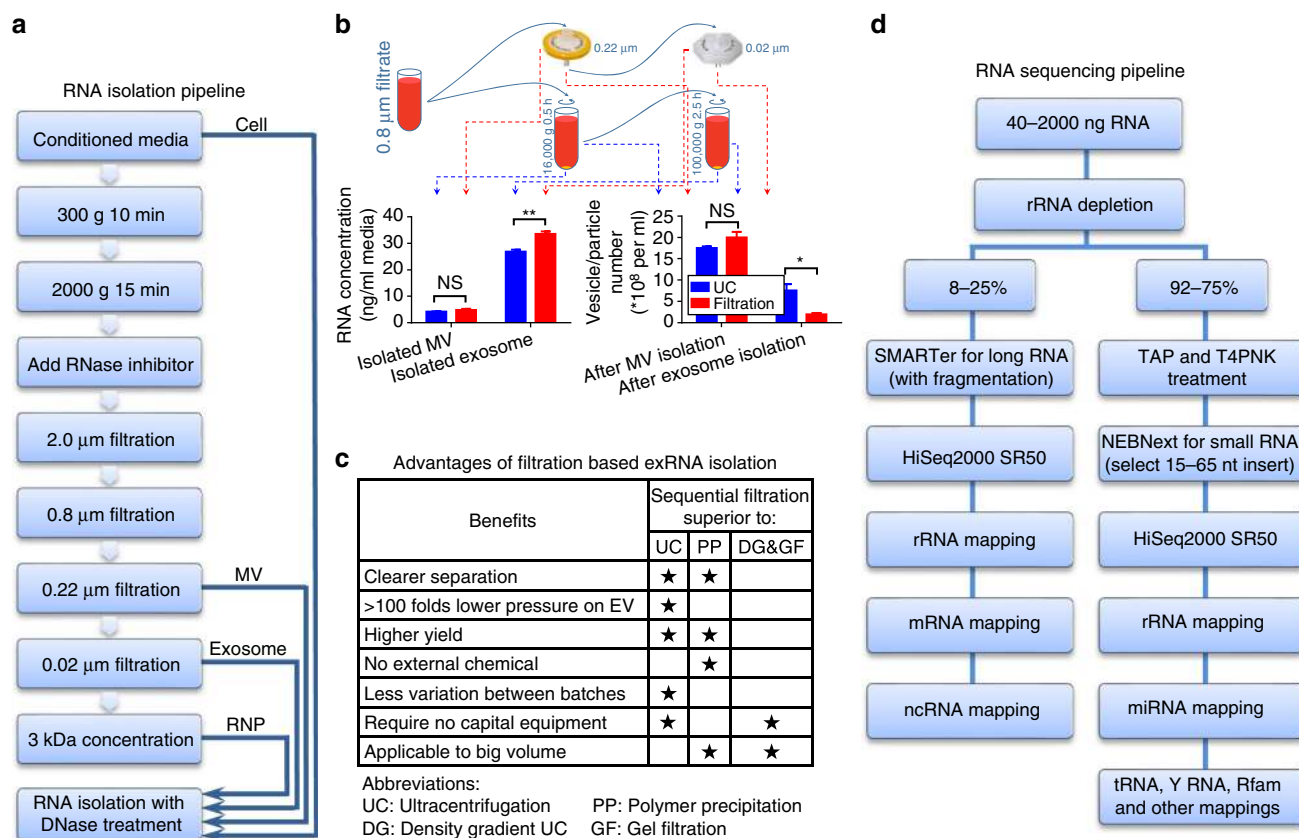 a
RNA isolation pipeline
Conditioned media
Cell
300 g 10 min
2000 g 15 min
Add RNase inhibitor
2.0 μm filtration
0.8 μm filtration
0.22 μm filtration
MV
0.02 μm filtration
Exosome
3 kDa concentration
RNP
RNA isolation with
DNase treatment
b
0.8 μm filtrate
0.22 μm
0.02 μm
16,000 g 0.5 h
100,000 g 2.5 h
RNA concentration
(ng/ml media)
40
30
20
10
0
NS
**
Isolated MV
Isolated exosome
Vesicle/particle
number
(*10⁸ per ml)
25
20
15
10
5
0
NS
*
UC
Filtration
After MV isolation
After exosome isolation
c
Advantages of filtration based exRNA isolation
Benefits
Sequential filtration
superior to:
UC PP DG&GF
Clearer separation ★ ★
>100 folds lower pressure on EV ★
Higher yield ★ ★
No external chemical ★
Less variation between batches ★
Require no capital equipment ★ ★
Applicable to big volume ★ ★
Abbreviations:
UC: Ultracentrifugation PP: Polymer precipitation
DG: Density gradient UC GF: Gel filtration
d
RNA sequencing pipeline
40–2000 ng RNA
rRNA depletion
8–25%
SMARTer for long RNA
(with fragmentation)
HiSeq2000 SR50
rRNA mapping
mRNA mapping
ncRNA mapping
92–75%
TAP and T4PNK
treatment
NEBNext for small RNA
(select 15–65 nt insert)
HiSeq2000 SR50
rRNA mapping
miRNA mapping
tRNA, Y RNA, Rfam
and other mappings